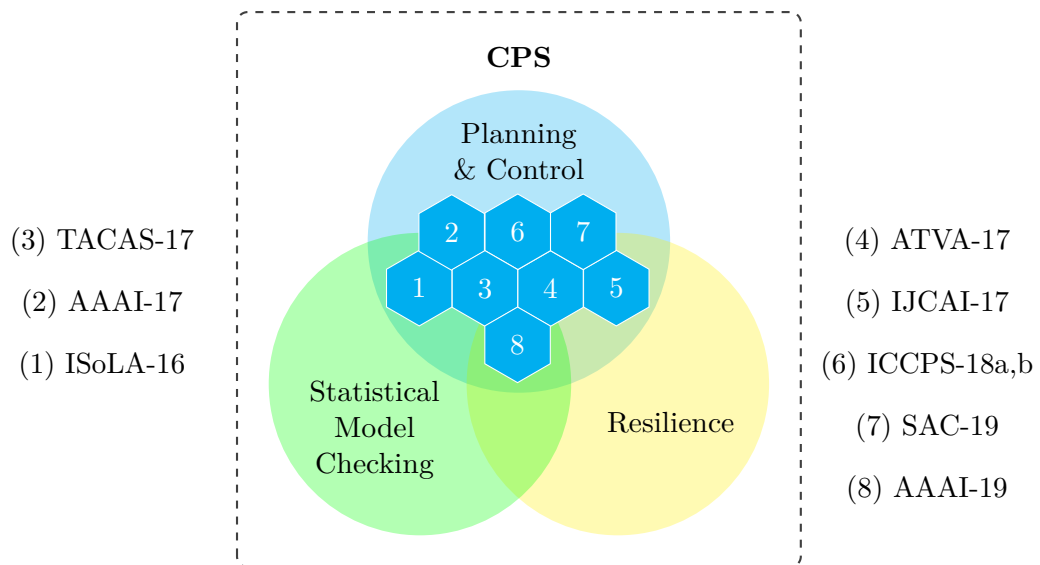 CPS
Planning
& Control
2 6 7
1 3 4 5
8
Statistical
Model
Checking
Resilience
(3) TACAS-17
(2) AAAI-17
(1) ISoLA-16
(4) ATVA-17
(5) IJCAI-17
(6) ICCPS-18a,b
(7) SAC-19
(8) AAAI-19